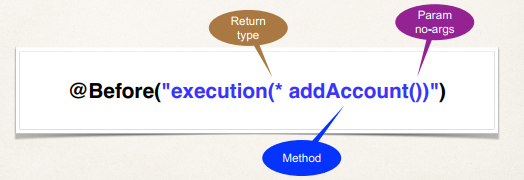 Return
type
Param
no-args
@Before("execution(* addAccount())")
Method